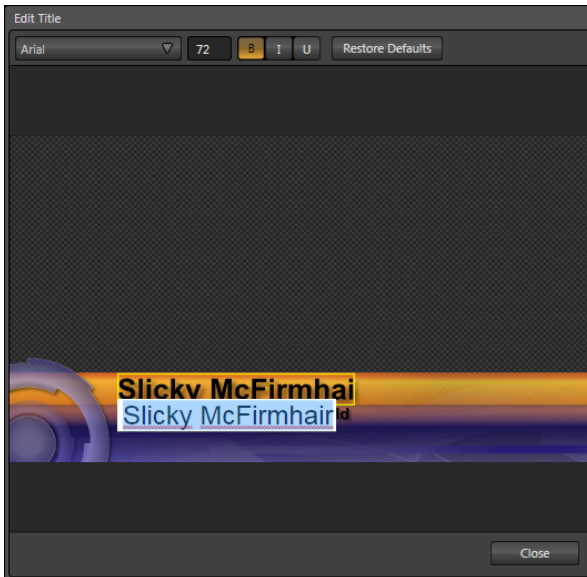 Edit Title
Arial 72 B I U Restore Defaults
Slicky McFirmhai
Slicky McFirmhair ld
Close